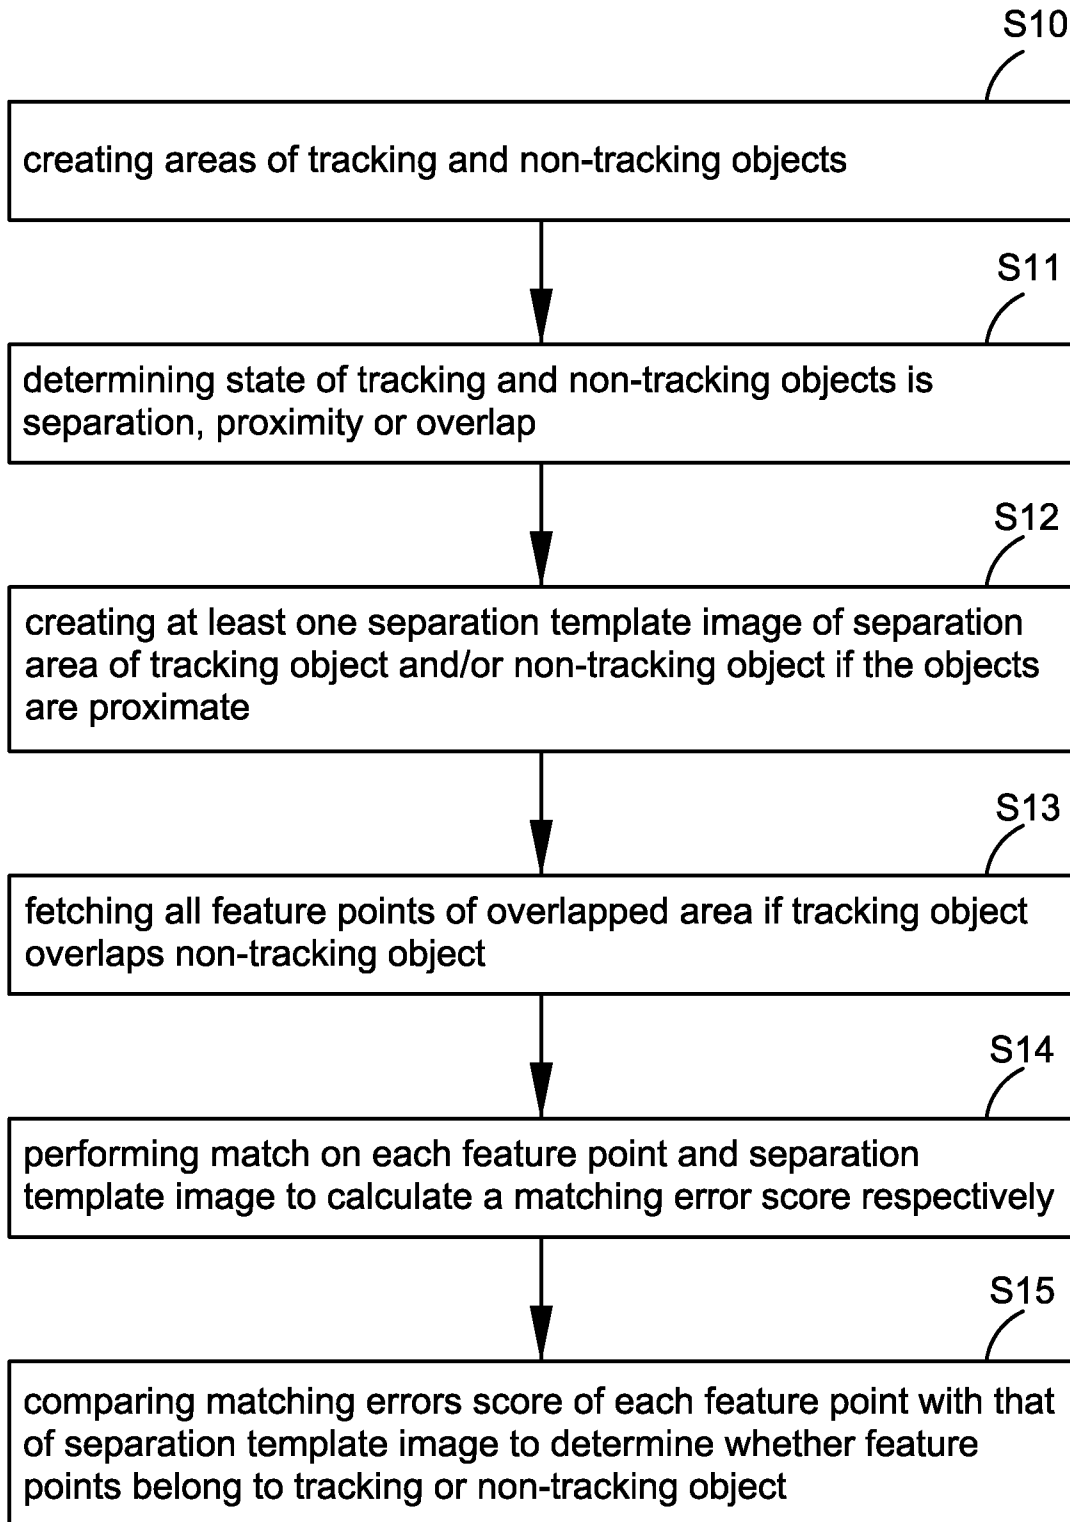 S10
creating areas of tracking and non-tracking objects
S11
determining state of tracking and non-tracking objects is
separation, proximity or overlap
S12
creating at least one separation template image of separation
area of tracking object and/or non-tracking object if the objects
are proximate
S13
fetching all feature points of overlapped area if tracking object
overlaps non-tracking object
S14
performing match on each feature point and separation
template image to calculate a matching error score respectively
S15
comparing matching errors score of each feature point with that
of separation template image to determine whether feature
points belong to tracking or non-tracking object